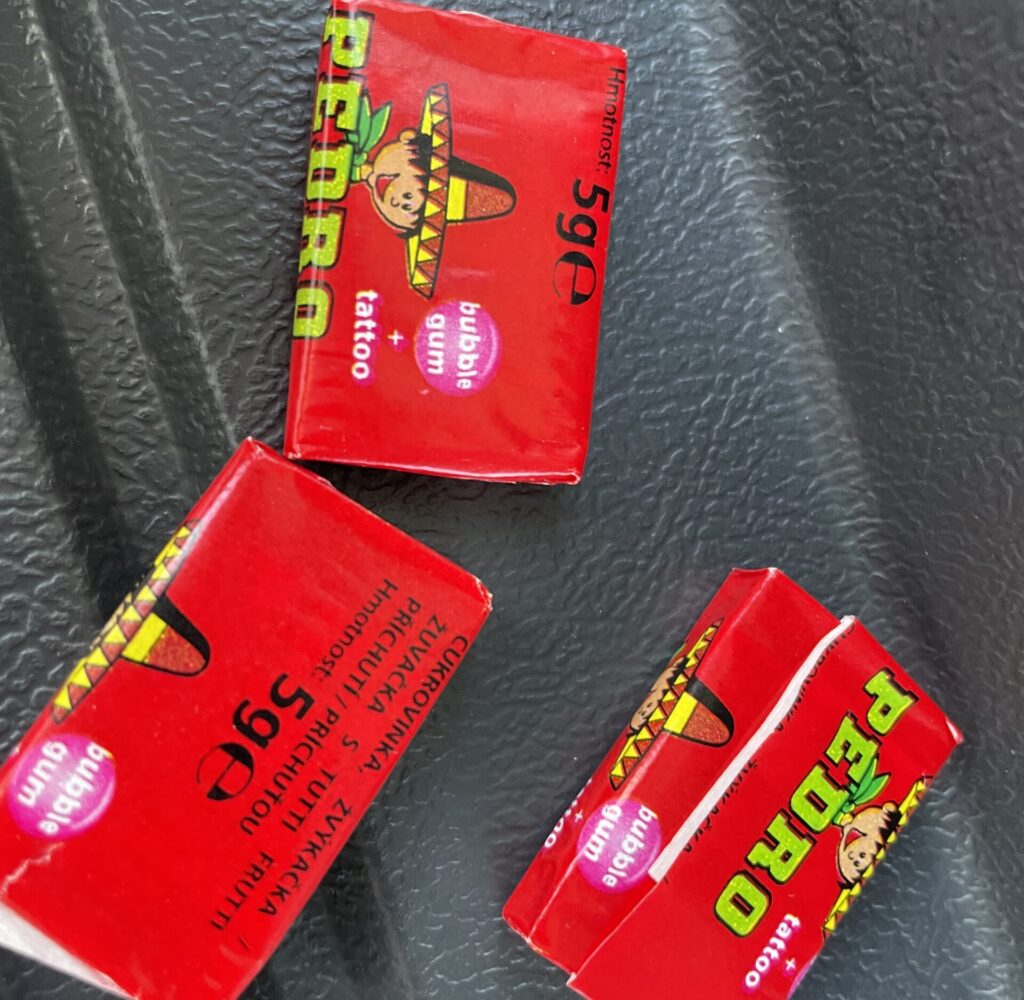 PEDRO
bubble
gum
+
tattoo
Hmotnost: 5g e
bubble
gum
Hmotnost: 5g e
PŘÍCHUTI / PRÍCHUŤOU
ŽUVAČKA S TUTTI FRUTTI
CUKROVINKA, ŽVÝKAČKA /
bubble
gum
+
PEDRO
+
tattoo